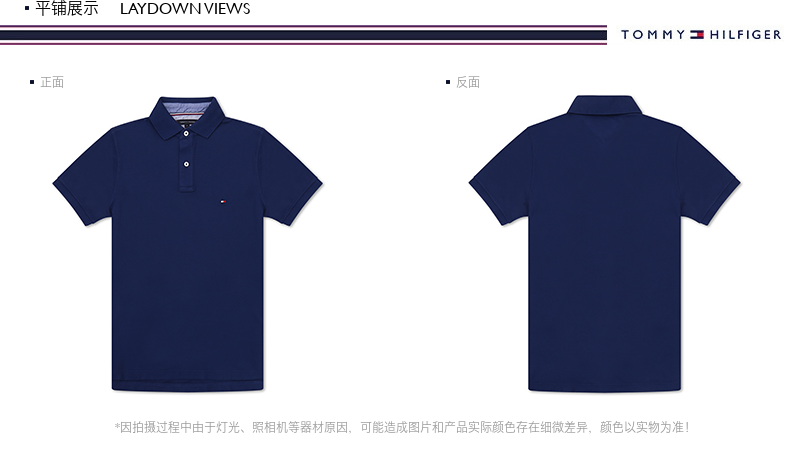 平铺展示 LAYDOWN VIEWS
TOMMY HILFIGER
正面
反面
*因拍摄过程中由于灯光、照相机等器材原因，可能造成图片和产品实际颜色存在细微差异，颜色以实物为准！